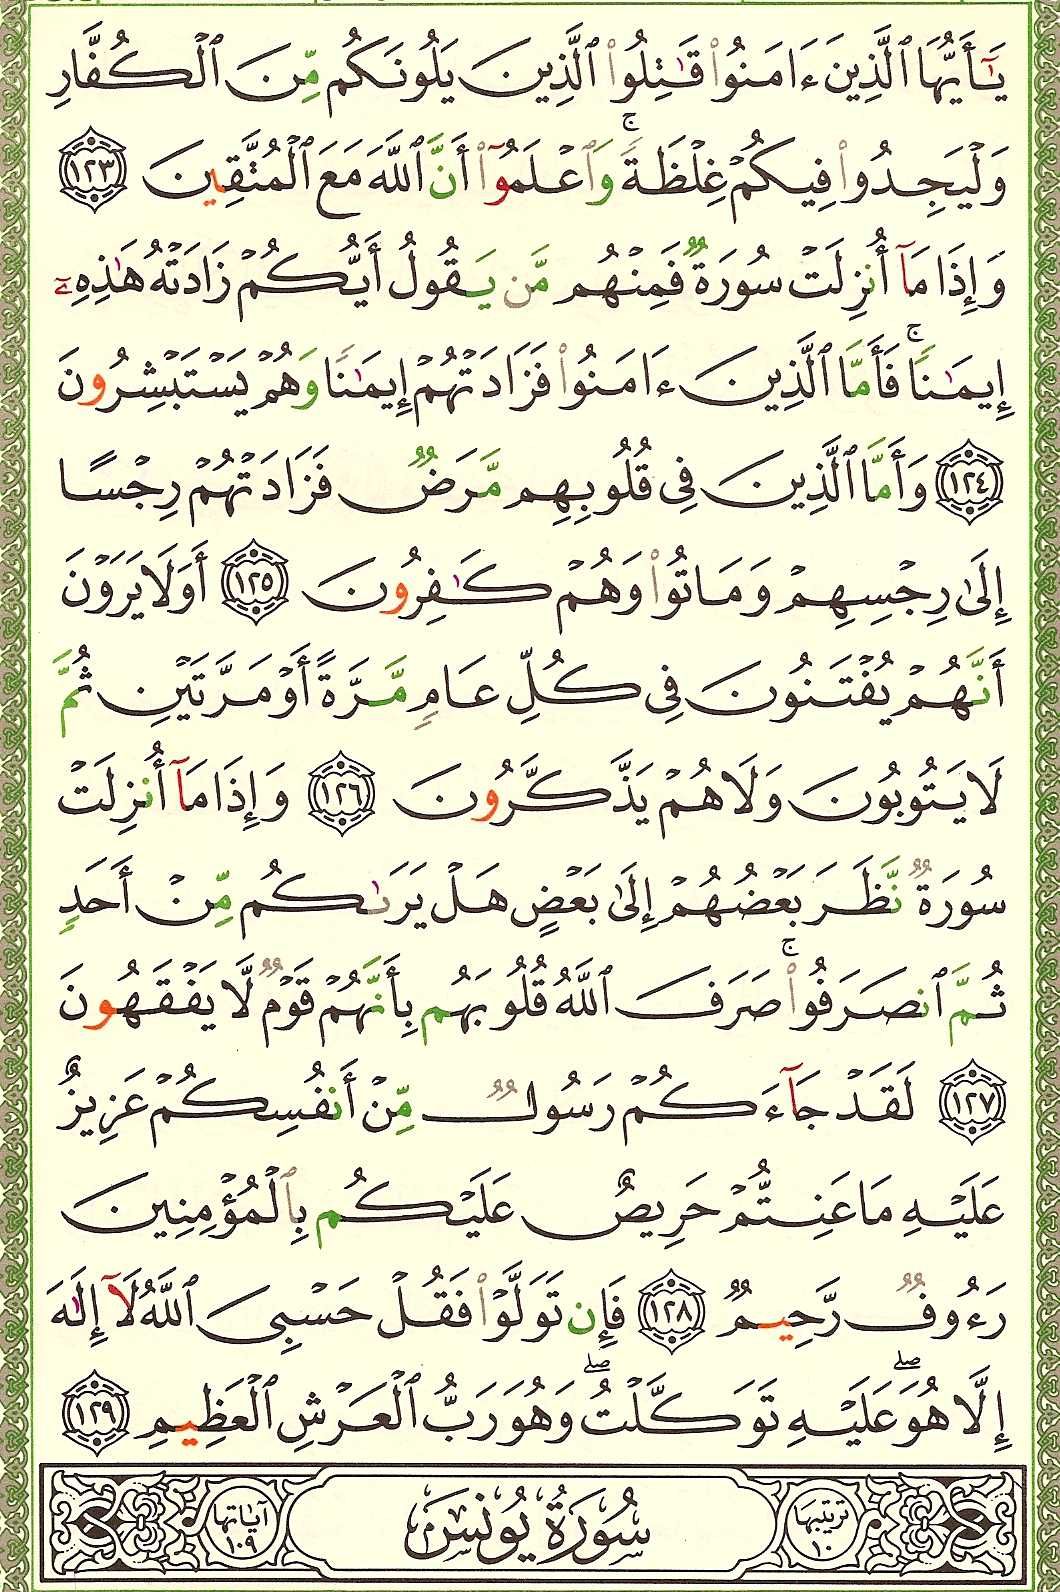 يَـٰٓأَيُّهَا ٱلَّذِينَ ءَامَنُوا۟ قَـٰتِلُوا۟ ٱلَّذِينَ يَلُونَكُم مِّنَ ٱلْكُفَّارِ
وَلْيَجِدُوا۟ فِيكُمْ غِلْظَةً ۚ وَٱعْلَمُوٓا۟ أَنَّ ٱللَّهَ مَعَ ٱلْمُتَّقِينَ ١٢٣
وَإِذَا مَآ أُنزِلَتْ سُورَةٌ فَمِنْهُم مَّن يَقُولُ أَيُّكُمْ زَادَتْهُ هَـٰذِهِۦٓ
إِيمَـٰنًا ۚ فَأَمَّا ٱلَّذِينَ ءَامَنُوا۟ فَزَادَتْهُمْ إِيمَـٰنًا وَهُمْ يَسْتَبْشِرُونَ
١٢٤ وَأَمَّا ٱلَّذِينَ فِى قُلُوبِهِم مَّرَضٌ فَزَادَتْهُمْ رِجْسًا
إِلَىٰ رِجْسِهِمْ وَمَاتُوا۟ وَهُمْ كَـٰفِرُونَ ١٢٥ أَوَلَا يَرَوْنَ
أَنَّهُمْ يُفْتَنُونَ فِى كُلِّ عَامٍ مَّرَّةً أَوْ مَرَّتَيْنِ ثُمَّ
لَا يَتُوبُونَ وَلَا هُمْ يَذَّكَّرُونَ ١٢٦ وَإِذَا مَآ أُنزِلَتْ
سُورَةٌ نَّظَرَ بَعْضُهُمْ إِلَىٰ بَعْضٍ هَلْ يَرَىٰكُم مِّنْ أَحَدٍ
ثُمَّ ٱنصَرَفُوا۟ ۚ صَرَفَ ٱللَّهُ قُلُوبَهُم بِأَنَّهُمْ قَوْمٌ لَّا يَفْقَهُونَ
١٢٧ لَقَدْ جَآءَكُمْ رَسُولٌ مِّنْ أَنفُسِكُمْ عَزِيزٌ
عَلَيْهِ مَا عَنِتُّمْ حَرِيصٌ عَلَيْكُم بِٱلْمُؤْمِنِينَ
رَءُوفٌ رَّحِيمٌ ١٢٨ فَإِن تَوَلَّوْا۟ فَقُلْ حَسْبِىَ ٱللَّهُ لَآ إِلَـٰهَ
إِلَّا هُوَ ۖ عَلَيْهِ تَوَكَّلْتُ ۖ وَهُوَ رَبُّ ٱلْعَرْشِ ٱلْعَظِيمِ ١٢٩
ترتيبها ١٠ سُورَةُ يُونُسَ آياتها ١٠٩